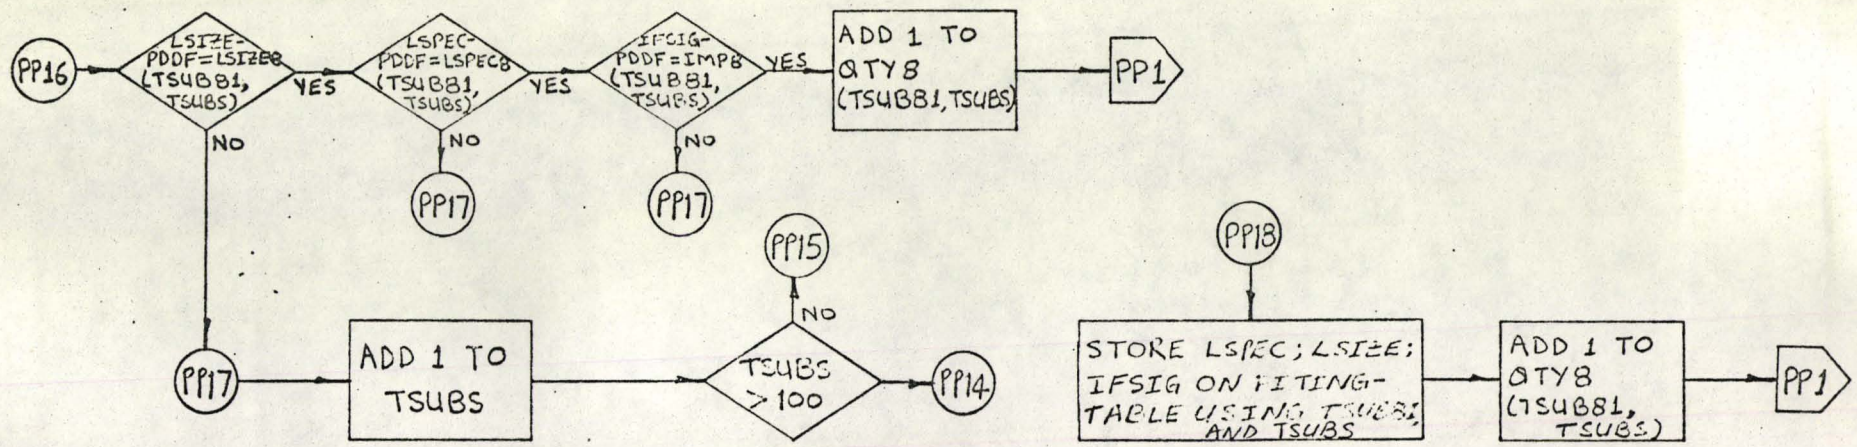 PP16
LSIZE-
PDDF=LSIZE8
(TSUB81,
TSUBS)
YES
NO
LSPEC-
PDDF=LSPEC8
(TSUB81,
TSUBS)
YES
NO
PP17
IFCIG-
PDDF=IMP8
(TSUB81,
TSUBS)
YES
NO
PP17
ADD 1 TO
QTY8
(TSUB81,TSUBS)
PP1
PP17
ADD 1 TO
TSUBS
TSUBS
> 100
NO
PP15
PP14
PP18
STORE LSPEC; LSIZE;
IFSIG ON FITING-
TABLE USING TSUB81,
AND TSUBS
ADD 1 TO
QTY8
(TSUB81,
TSUBS)
PP1